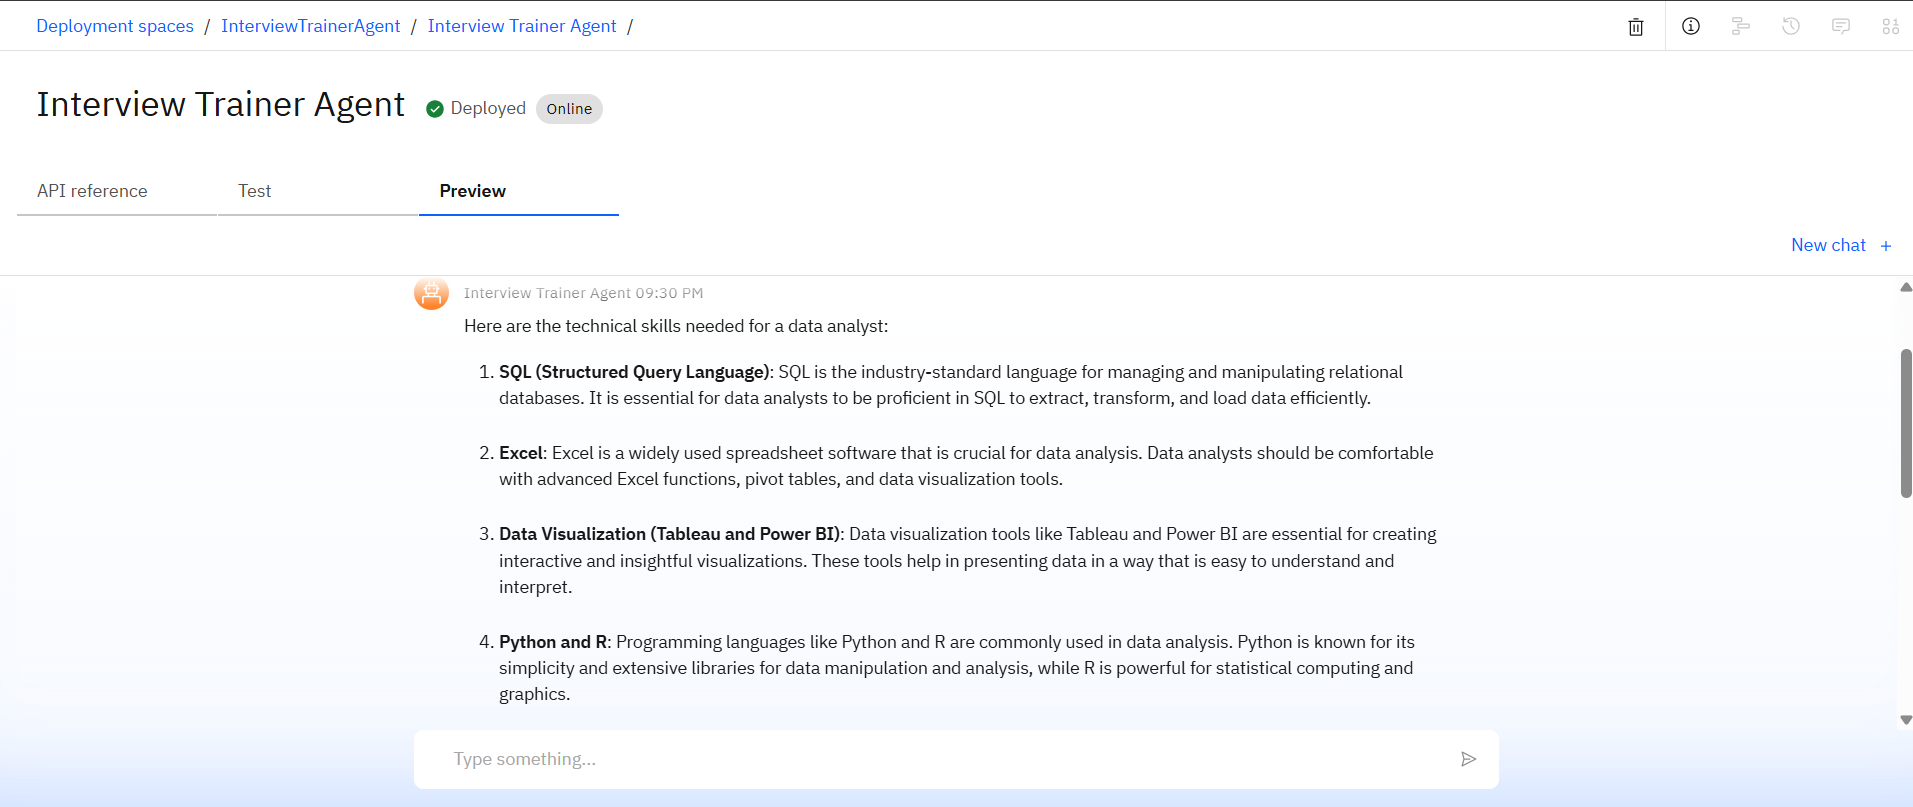 Deployment spaces / InterviewTrainerAgent / Interview Trainer Agent /
Interview Trainer Agent Deployed Online
API reference Test Preview
New chat +
Interview Trainer Agent 09:30 PM
Here are the technical skills needed for a data analyst:
1. SQL (Structured Query Language): SQL is the industry-standard language for managing and manipulating relational
databases. It is essential for data analysts to be proficient in SQL to extract, transform, and load data efficiently.
2. Excel: Excel is a widely used spreadsheet software that is crucial for data analysis. Data analysts should be comfortable
with advanced Excel functions, pivot tables, and data visualization tools.
3. Data Visualization (Tableau and Power BI): Data visualization tools like Tableau and Power BI are essential for creating
interactive and insightful visualizations. These tools help in presenting data in a way that is easy to understand and
interpret.
4. Python and R: Programming languages like Python and R are commonly used in data analysis. Python is known for its
simplicity and extensive libraries for data manipulation and analysis, while R is powerful for statistical computing and
graphics.
Type something...